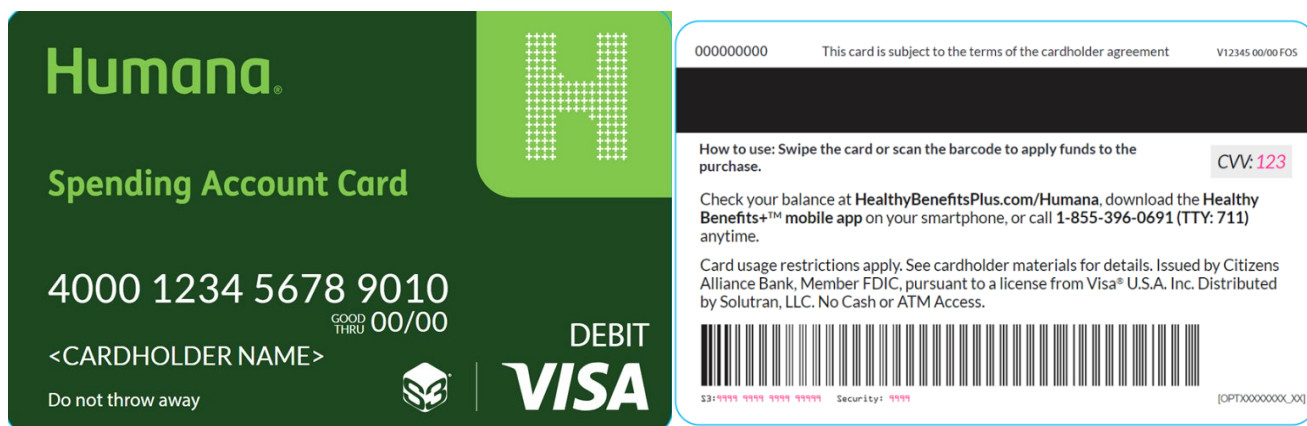 Humana®
Spending Account Card
4000 1234 5678 9010
GOOD THRU 00/00
<CARDHOLDER NAME>
Do not throw away
S3®
DEBIT
VISA
000000000 This card is subject to the terms of the cardholder agreement V12345 00/00 FOS
How to use: Swipe the card or scan the barcode to apply funds to the
purchase.
CVV: 123
Check your balance at HealthyBenefitsPlus.com/Humana, download the Healthy
Benefits+™ mobile app on your smartphone, or call 1-855-396-0691 (TTY: 711)
anytime.
Card usage restrictions apply. See cardholder materials for details. Issued by Citizens
Alliance Bank, Member FDIC, pursuant to a license from Visa® U.S.A. Inc. Distributed
by Solutran, LLC. No Cash or ATM Access.
S3:9999 9999 9999 99999 Security: 9999
[OPTXXXXXXXX_XX]